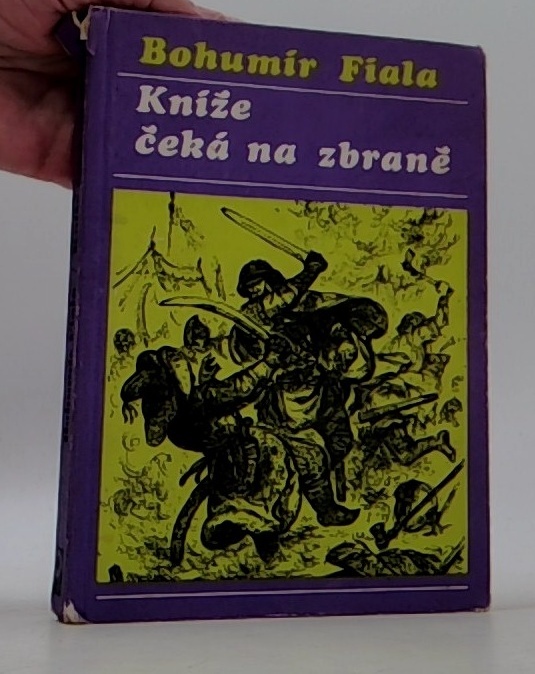 Bohumír Fiala
Kníže
čeká na zbraně